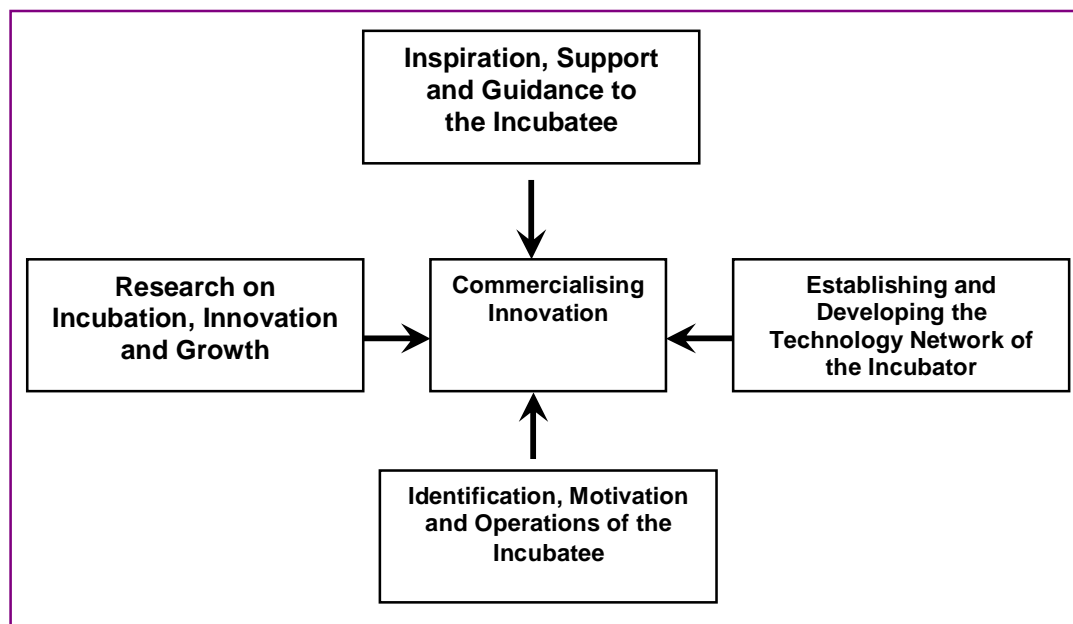 Inspiration, Support
and Guidance to
the Incubatee
Research on
Incubation, Innovation
and Growth
Commercialising
Innovation
Establishing and
Developing the
Technology Network of
the Incubator
Identification, Motivation
and Operations of the
Incubatee